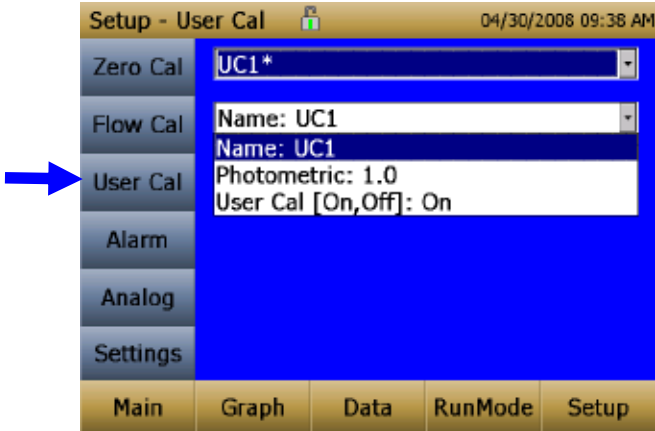 Setup - User Cal 04/30/2008 09:38 AM
Zero Cal
UC1*
Flow Cal
Name: UC1
Name: UC1
User Cal
Photometric: 1.0
User Cal [On,Off]: On
Alarm
Analog
Settings
Main Graph Data RunMode Setup